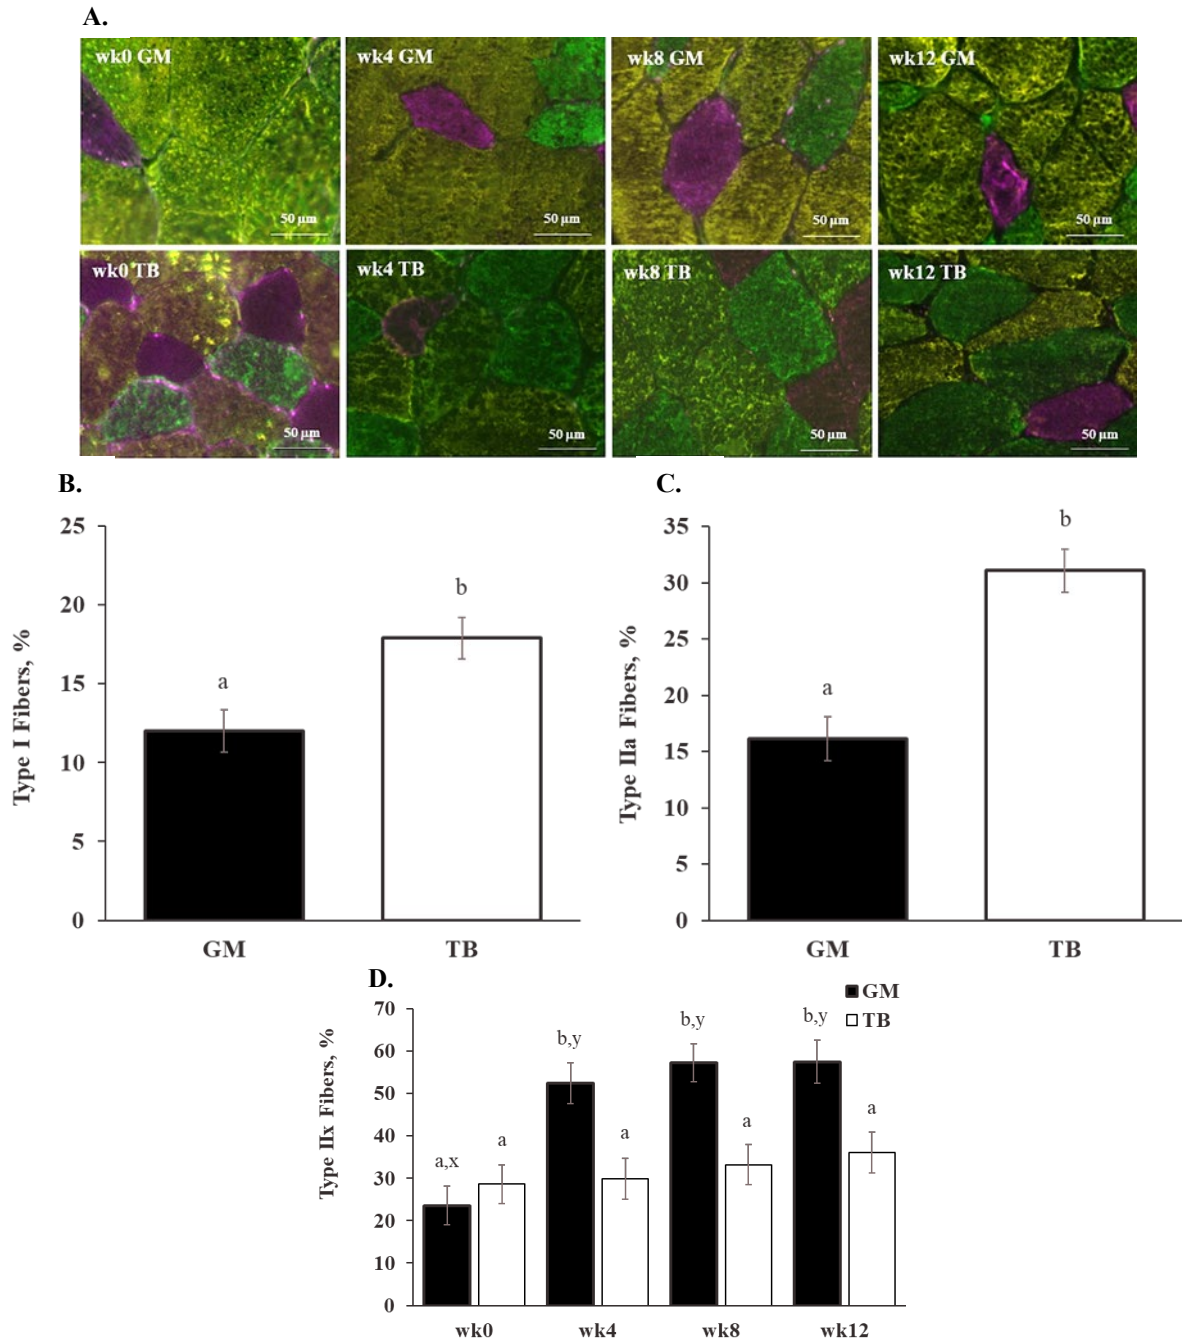 A.
wk0 GM
wk4 GM
wk8 GM
wk12 GM
50 µm
50 µm
50 µm
50 µm
wk0 TB
wk4 TB
wk8 TB
wk12 TB
50 µm
50 µm
50 µm
50 µm
B.
25
20
15
10
5
0
Type I Fibers, %
a
b
GM
TB
C.
35
30
25
20
15
10
5
0
Type IIa Fibers, %
a
b
GM
TB
D.
GM
TB
70
60
50
40
30
20
10
0
Type IIx Fibers, %
a,x
a
b,y
a
b,y
a
b,y
a
wk0
wk4
wk8
wk12